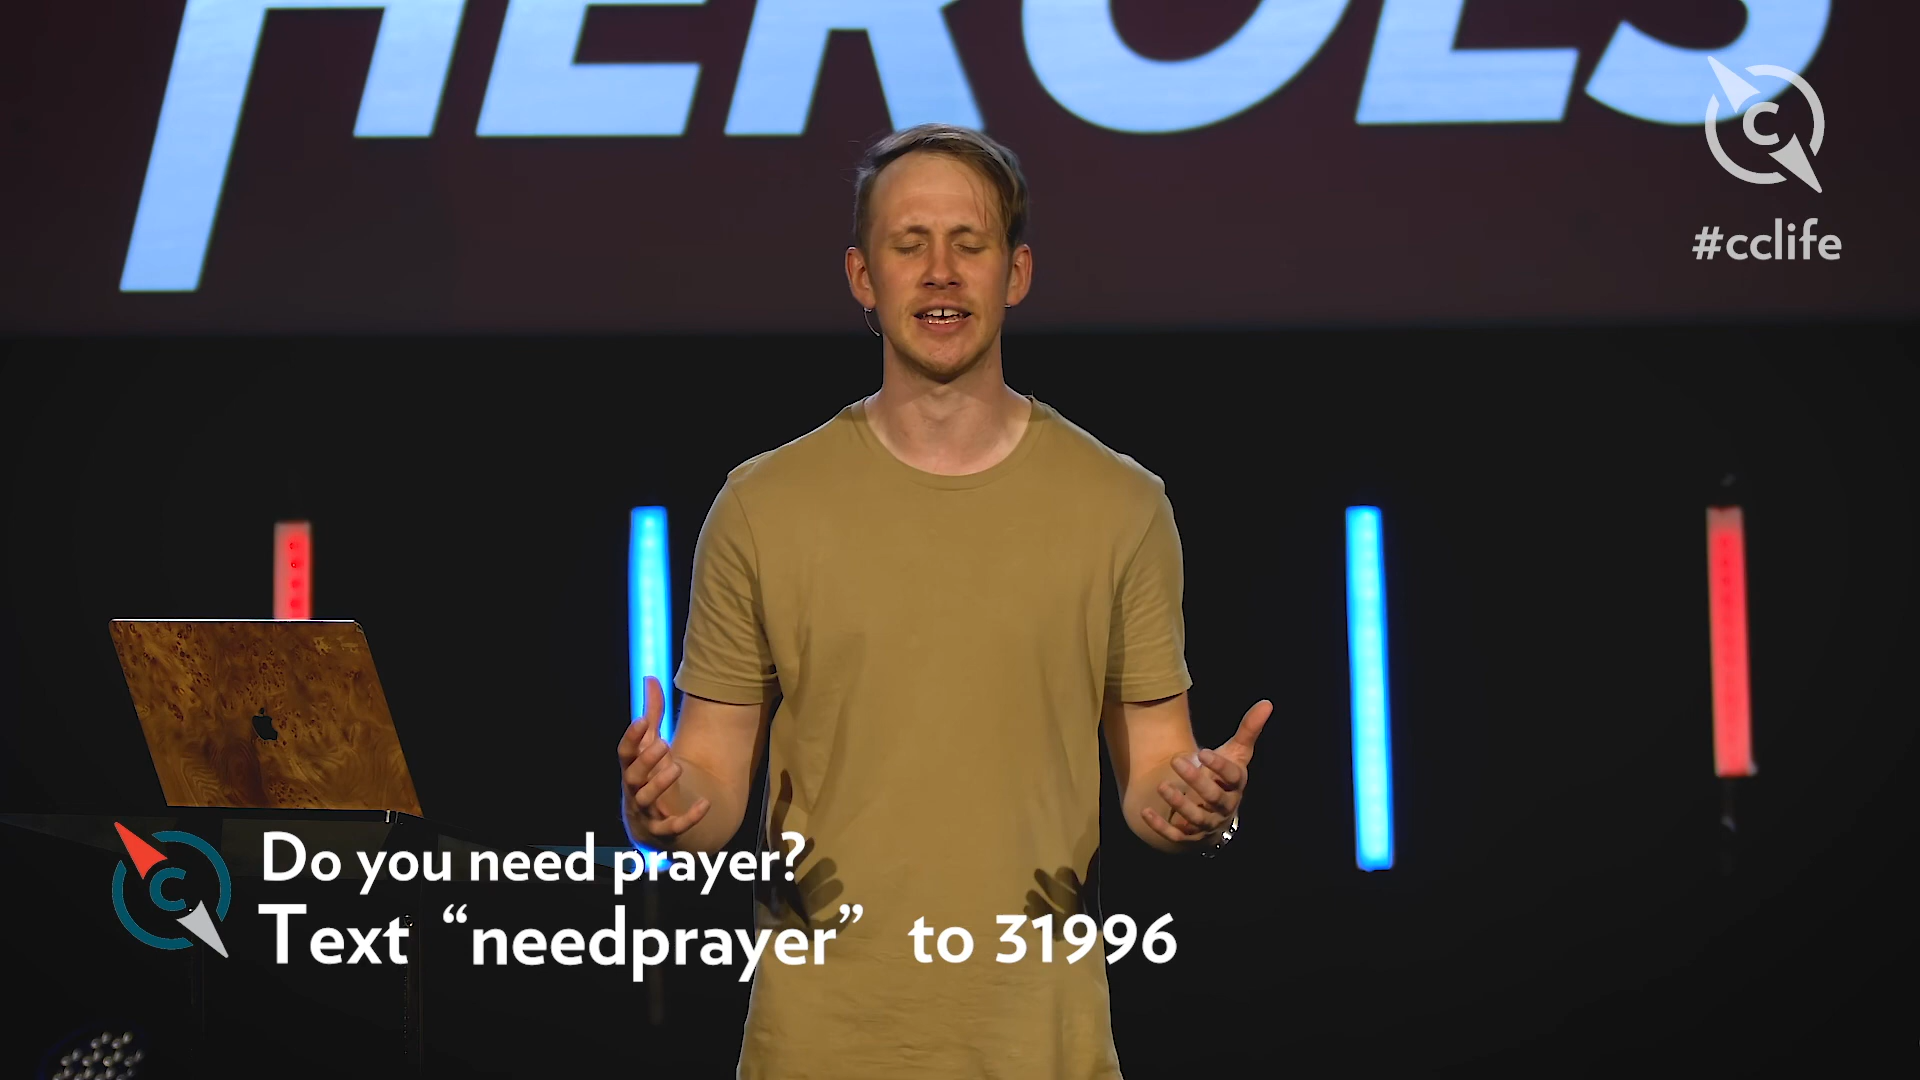 HEROES
C
#cclife
C
Do you need prayer?
Text “needprayer” to 31996